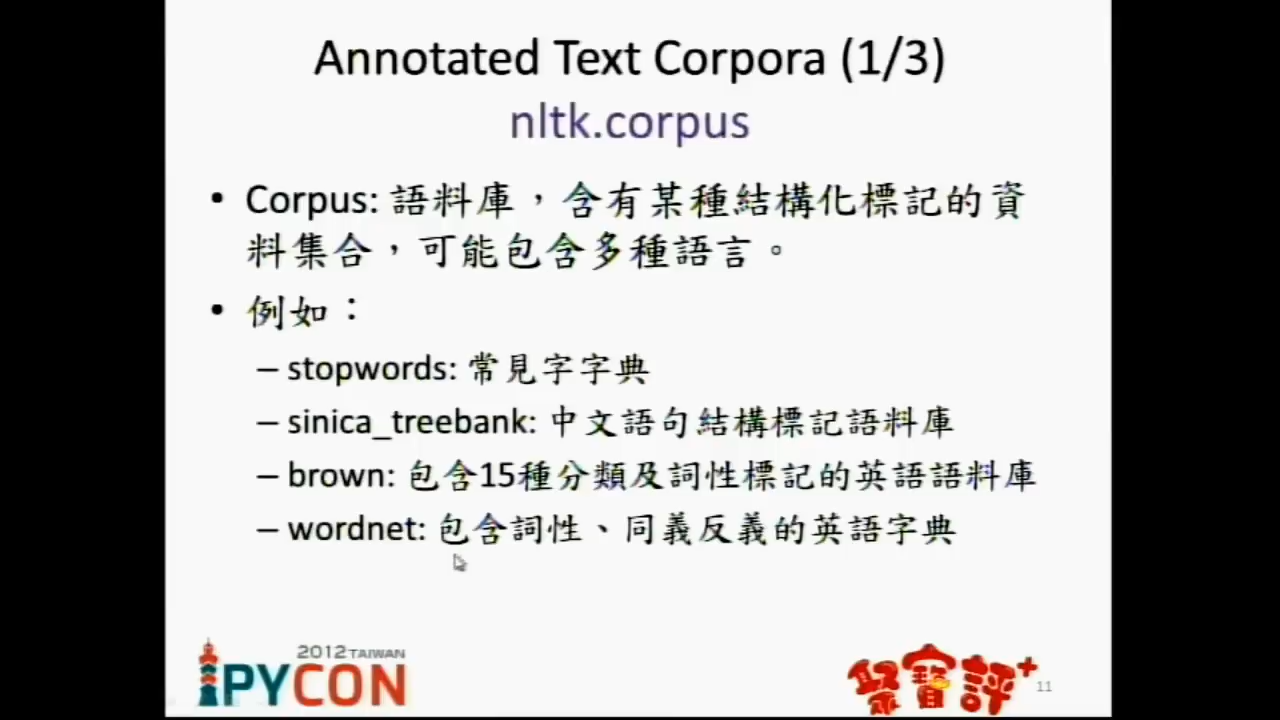 Annotated Text Corpora (1/3)
nltk.corpus
• Corpus: 語料庫，含有某種結構化標記的資
料集合，可能包含多種語言。
• 例如：
– stopwords: 常見字字典
– sinica_treebank: 中文語句結構標記語料庫
– brown: 包含15種分類及詞性標記的英語語料庫
– wordnet: 包含詞性、同義反義的英語字典
2012 TAIWAN
PYCON
聚寶評+
11